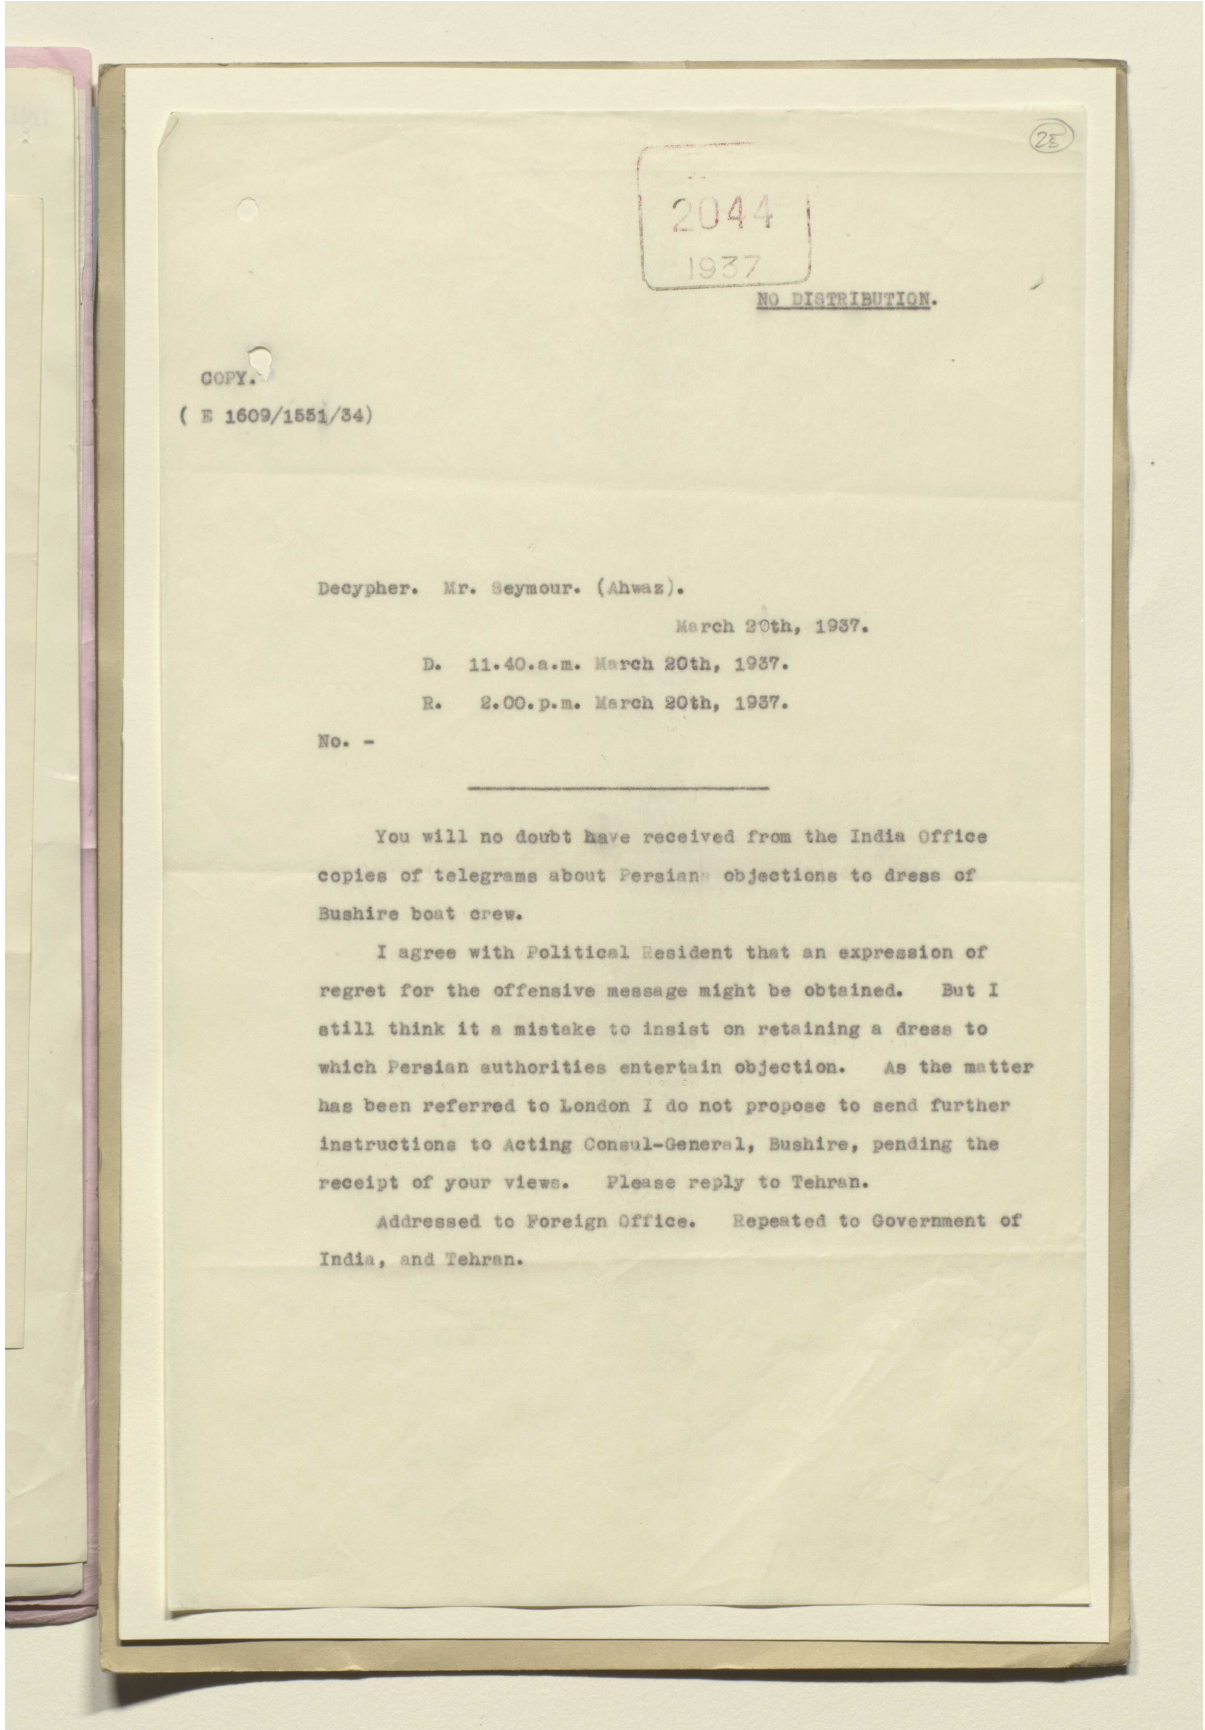 25
2044
1937
NO DISTRIBUTION.
COPY.
( E 1609/1531/34)
Decypher. Mr. Seymour. (Ahwaz).
March 20th, 1937.
D. 11.40.a.m. March 20th, 1937.
R. 2.00.p.m. March 20th, 1937.
No. -
You will no doubt have received from the India Office
copies of telegrams about Persian objections to dress of
Bushire boat crew.
I agree with Political Resident that an expression of
regret for the offensive message might be obtained. But I
still think it a mistake to insist on retaining a dress to
which Persian authorities entertain objection. As the matter
has been referred to London I do not propose to send further
instructions to Acting Consul-General, Bushire, pending the
receipt of your views. Please reply to Tehran.
Addressed to Foreign Office. Repeated to Government of
India, and Tehran.